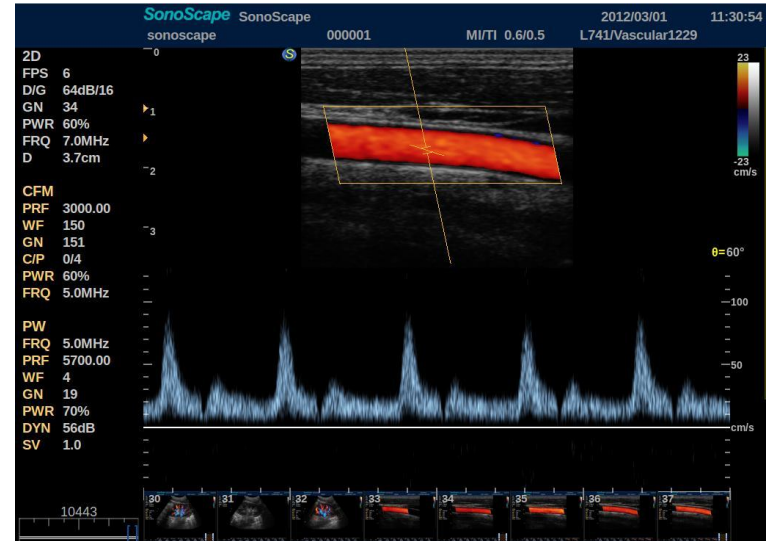 SonoScape SonoScape 2012/03/01 11:30:54
sonoscape 000001 MI/TI 0.6/0.5 L741/Vascular1229
2D
FPS 6
D/G 64dB/16
GN 34
PWR 60%
FRQ 7.0MHz
D 3.7cm
CFM
PRF 3000.00
WF 150
GN 151
C/P 0/4
PWR 60%
FRQ 5.0MHz
PW
FRQ 5.0MHz
PRF 5700.00
WF 4
GN 19
PWR 70%
DYN 56dB
SV 1.0
10443
0
1
2
3
S
23
-23
cm/s
θ=60°
100
50
cm/s
30 31 32 33 34 35 36 37